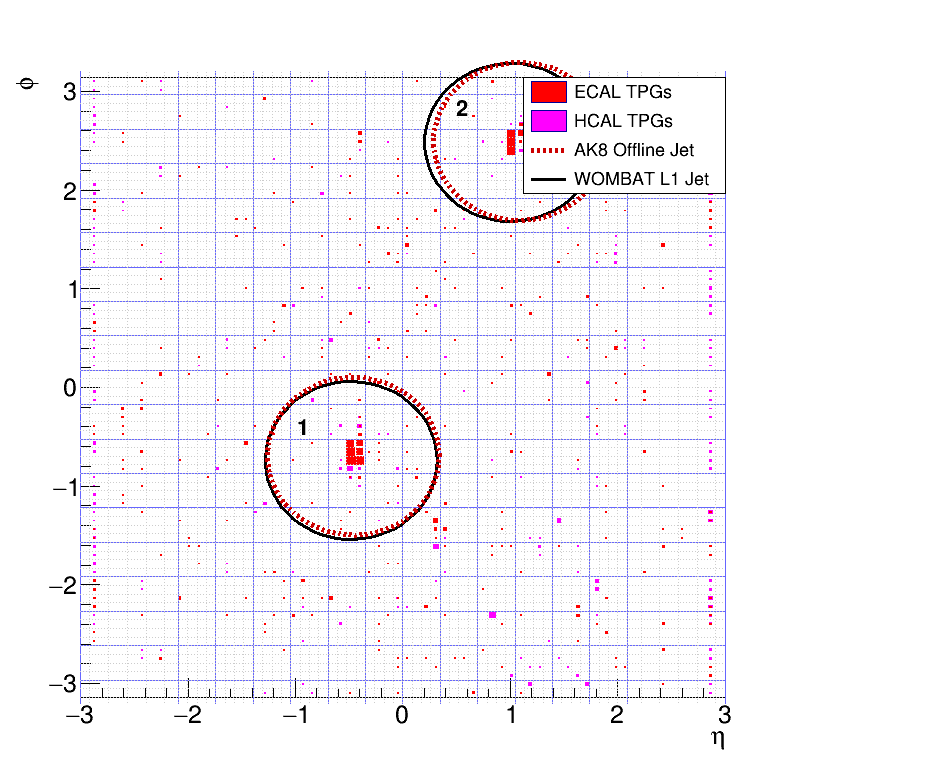 φ
3
2
1
0
−1
−2
−3
2
1
ECAL TPGs
HCAL TPGs
AK8 Offline Jet
WOMBAT L1 Jet
−3 −2 −1 0 1 2 3
η